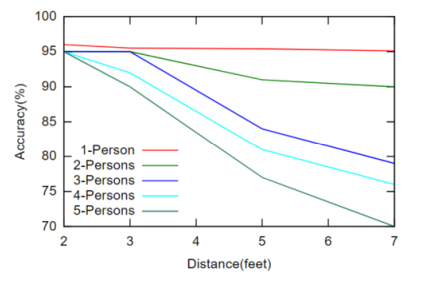 100
95
90
85
80
75
70
Accuracy(%)
1-Person
2-Persons
3-Persons
4-Persons
5-Persons
2 3 4 5 6 7
Distance(feet)